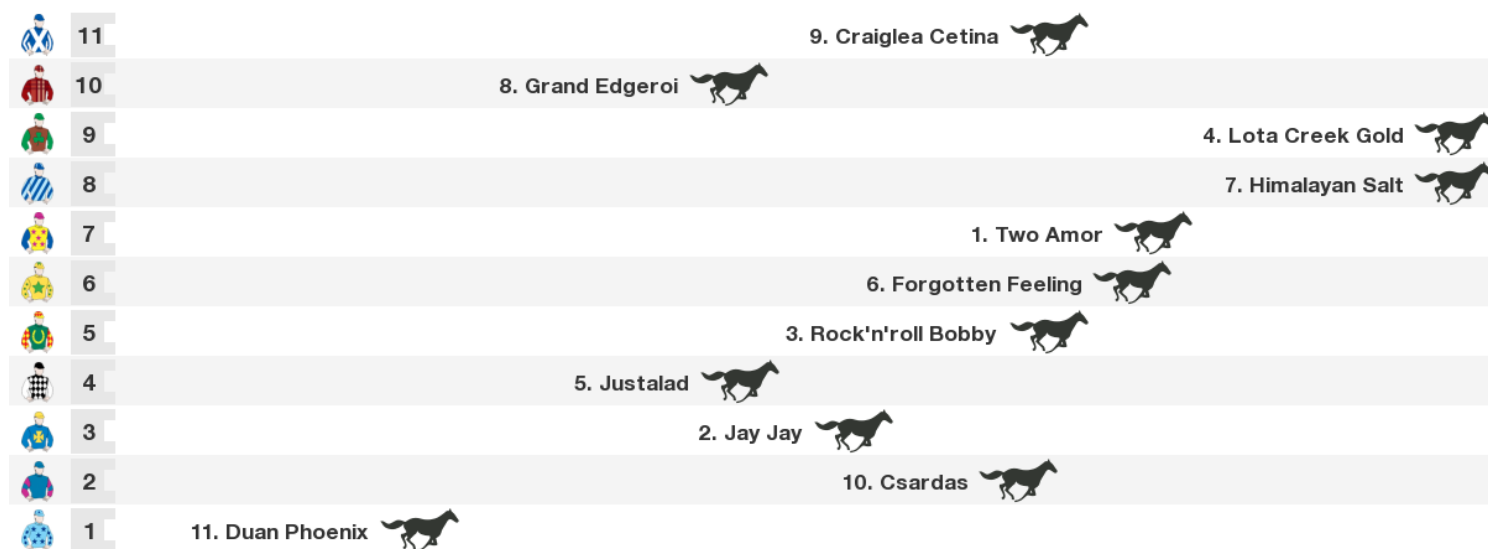 11 9. Craiglea Cetina
10 8. Grand Edgeroi
9 4. Lota Creek Gold
8 7. Himalayan Salt
7 1. Two Amor
6 6. Forgotten Feeling
5 3. Rock'n'roll Bobby
4 5. Justalad
3 2. Jay Jay
2 10. Csardas
1 11. Duan Phoenix